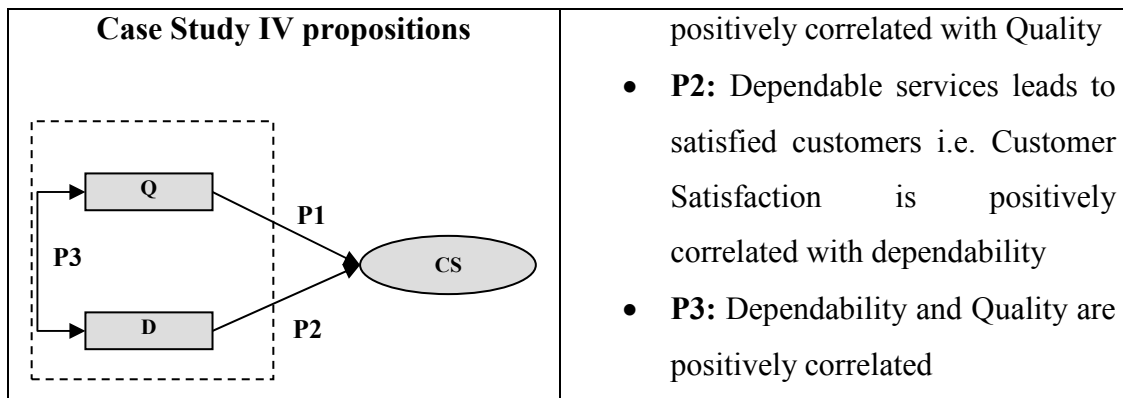 Case Study IV propositions
Q
P1
P3
CS
D
P2
positively correlated with Quality
• P2: Dependable services leads to
satisfied customers i.e. Customer
Satisfaction is positively
correlated with dependability
• P3: Dependability and Quality are
positively correlated